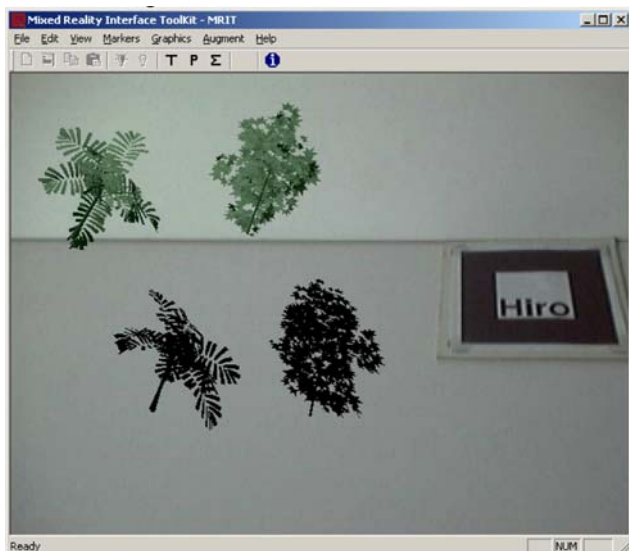 Mixed Reality Interface ToolKit - MRIT
File Edit View Markers Graphics Augment Help
T P Σ i
Hiro
Ready NUM